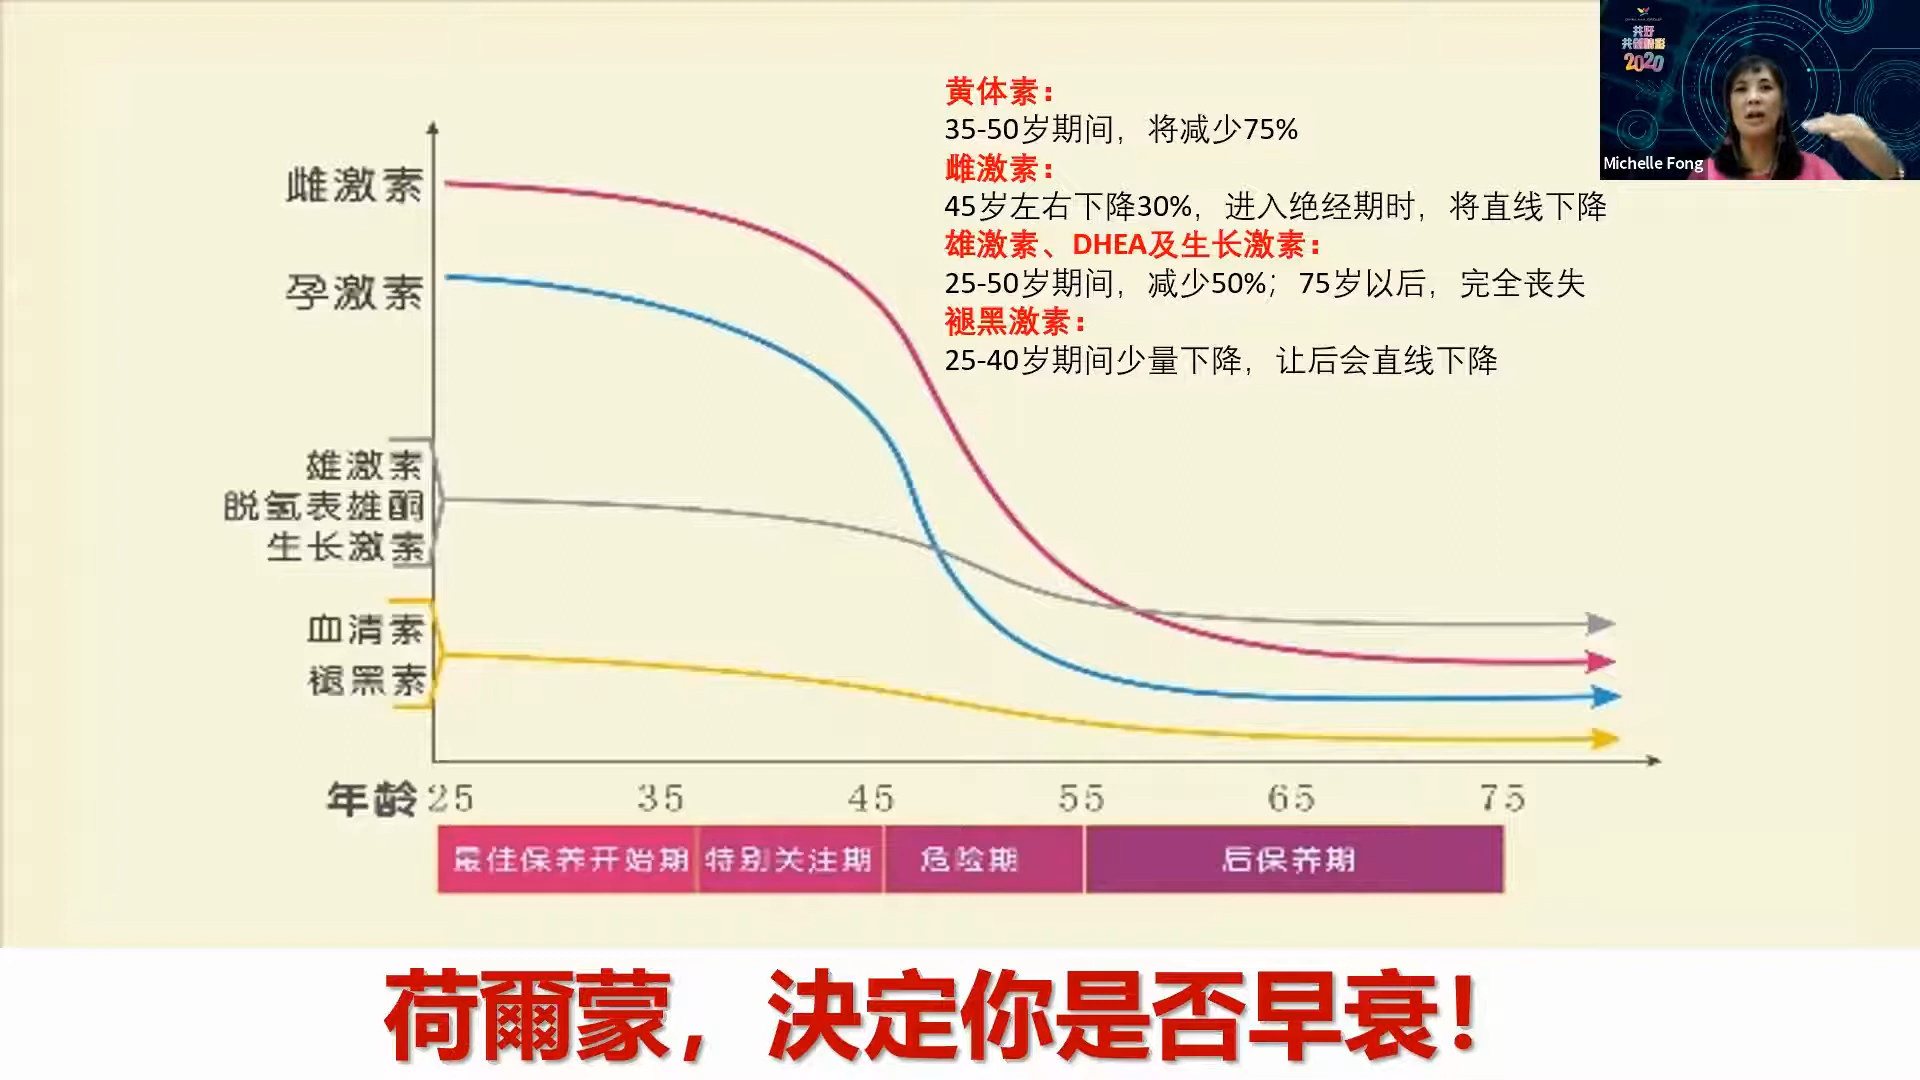 黄体素：
35-50岁期间，将减少75%
雌激素：
45岁左右下降30%，进入绝经期时，将直线下降
雄激素、DHEA及生长激素：
25-50岁期间，减少50%；75岁以后，完全丧失
褪黑激素：
25-40岁期间少量下降，让后会直线下降
共好
共创精彩
2020
Michelle Fong
雌激素
孕激素
雄激素
脱氢表雄酮
生长激素
血清素
褪黑素
年龄 25 35 45 55 65 75
最佳保养开始期 特别关注期 危险期 后保养期
荷爾蒙，決定你是否早衰！